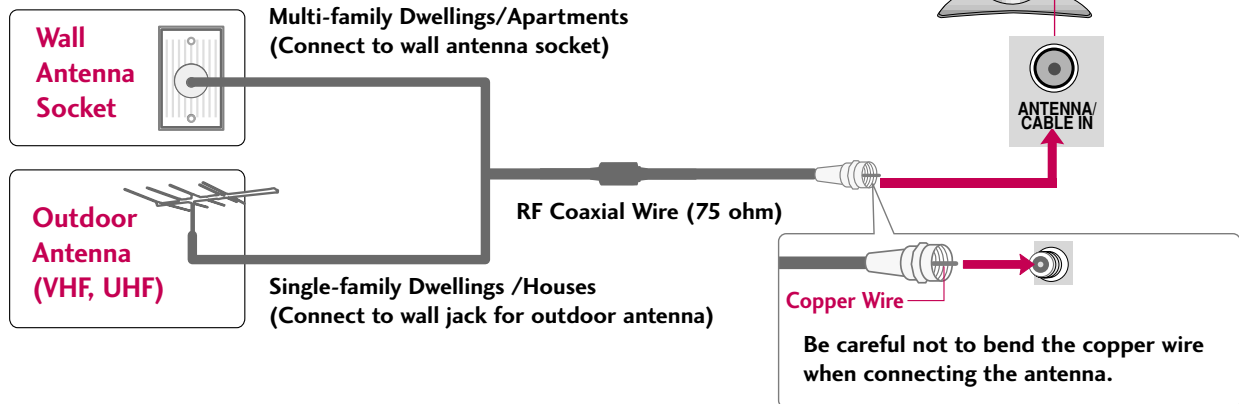 Multi-family Dwellings/Apartments
(Connect to wall antenna socket)
Wall
Antenna
Socket
ANTENNA/
CABLE IN
RF Coaxial Wire (75 ohm)
Outdoor
Antenna
(VHF, UHF)
Single-family Dwellings /Houses
(Connect to wall jack for outdoor antenna)
Copper Wire
Be careful not to bend the copper wire
when connecting the antenna.